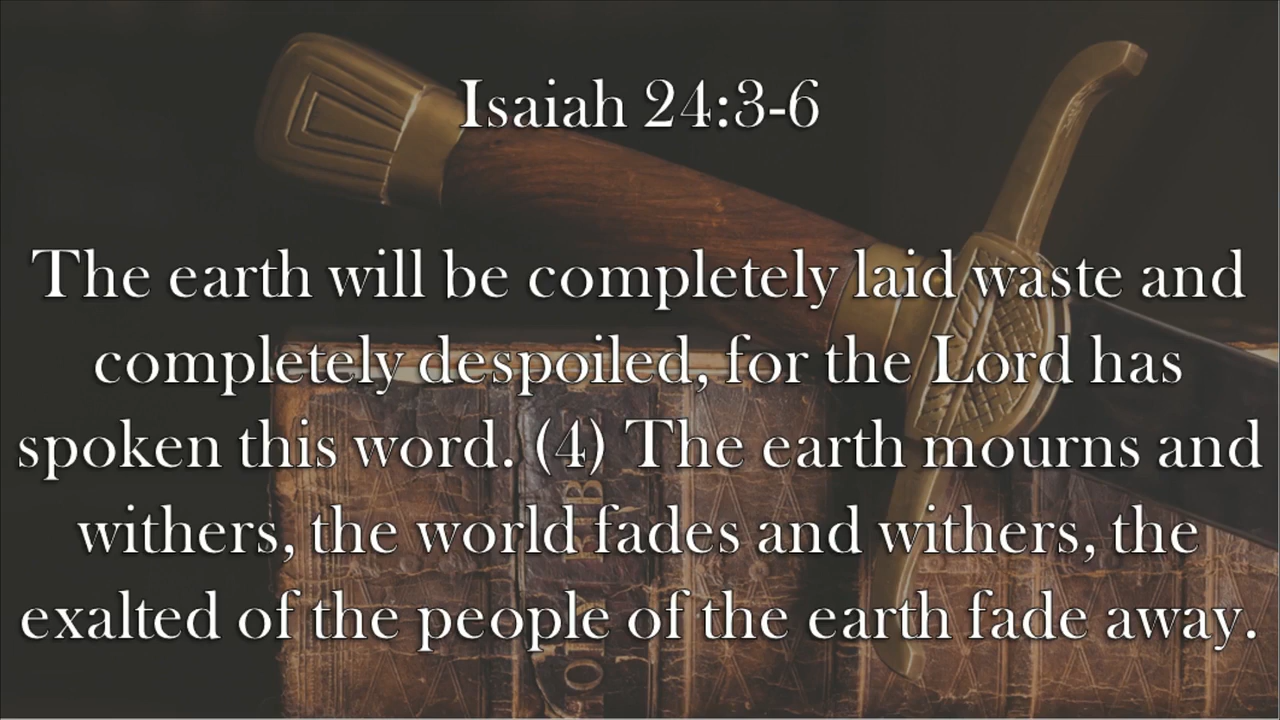 Isaiah 24:3-6
The earth will be completely laid waste and
completely despoiled, for the Lord has
spoken this word. (4) The earth mourns and
withers, the world fades and withers, the
exalted of the people of the earth fade away.